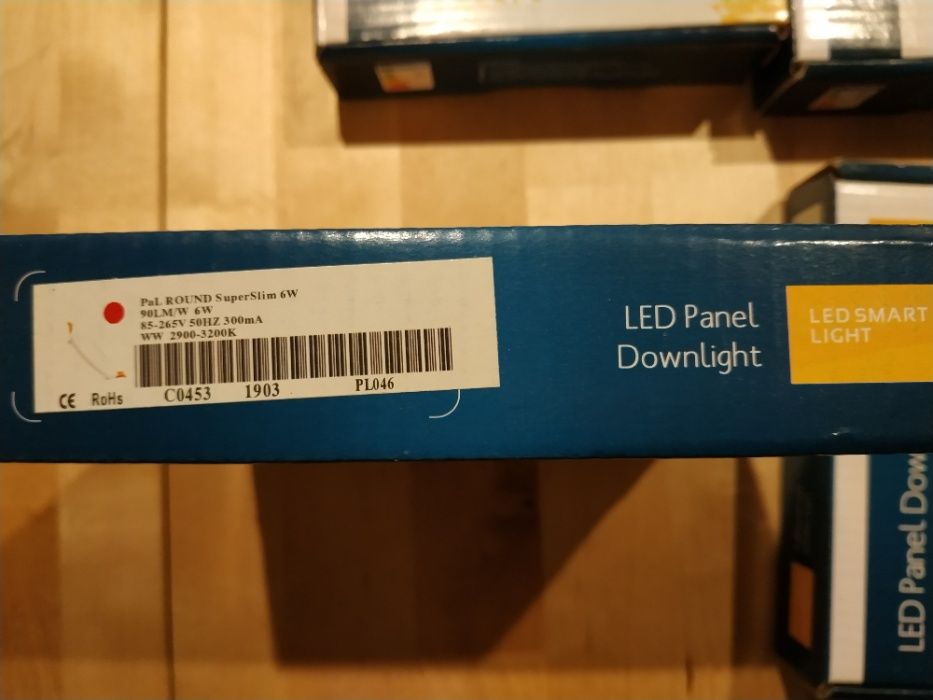 PaL ROUND SuperSlim 6W
90LM/W 6W
85-265V 50HZ 300mA
WW 2900-3200K
CE RoHs
C0453 1903 PL046
LED Panel
Downlight
LED SMART
LIGHT
LED Panel Dow